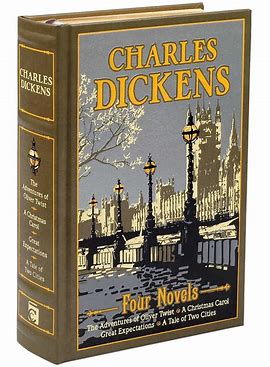 CHARLES
DICKENS
Four Novels
The Adventures of Oliver Twist A Christmas Carol
Great Expectations A Tale of Two Cities
CHARLES
DICKENS
The Adventures of
Oliver Twist
A Christmas
Carol
Great
Expectations
A Tale of
Two Cities